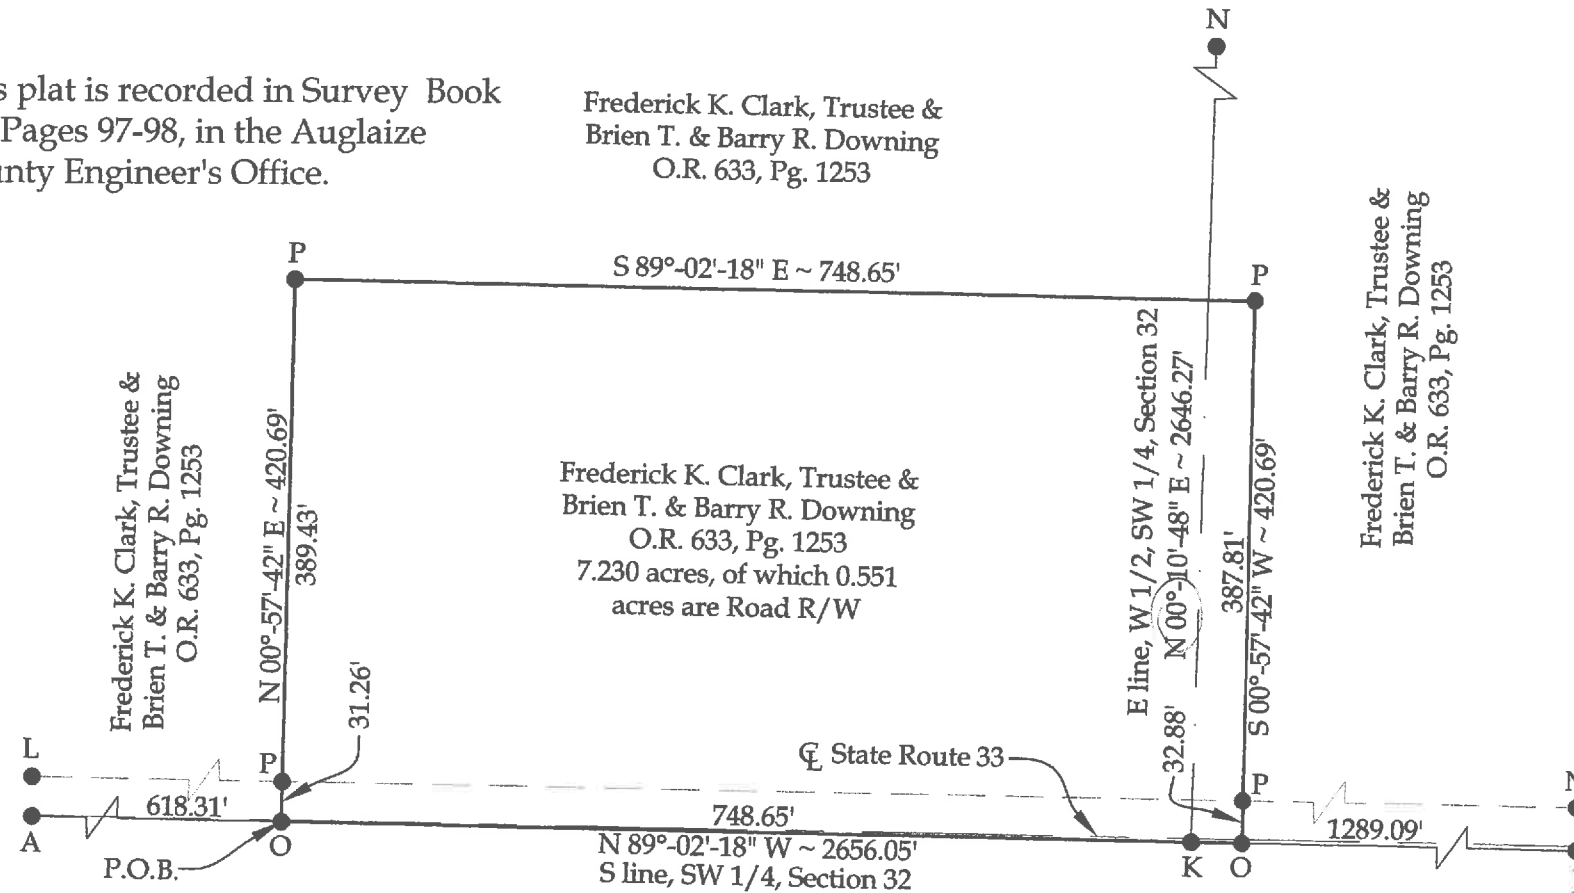 N
s plat is recorded in Survey Book
Pages 97-98, in the Auglaize
unty Engineer's Office.
Frederick K. Clark, Trustee &
Brien T. & Barry R. Downing
O.R. 633, Pg. 1253
P
S 89°-02'-18" E ~ 748.65'
P
Frederick K. Clark, Trustee &
Brien T. & Barry R. Downing
O.R. 633, Pg. 1253
Frederick K. Clark, Trustee &
Brien T. & Barry R. Downing
O.R. 633, Pg. 1253
N 00°-57'-42" E ~ 420.69'
389.43'
Frederick K. Clark, Trustee &
Brien T. & Barry R. Downing
O.R. 633, Pg. 1253
7.230 acres, of which 0.551
acres are Road R/W
E line, W 1/2, SW 1/4, Section 32
N 00°-10'-48" E ~ 2646.27'
387.81'
S 00°-57'-42" W ~ 420.69'
31.26'
32.88'
L
P
℄ State Route 33
P
N
618.31'
748.65'
1289.09'
A
O
N 89°-02'-18" W ~ 2656.05'
K
O
P.O.B.
S line, SW 1/4, Section 32